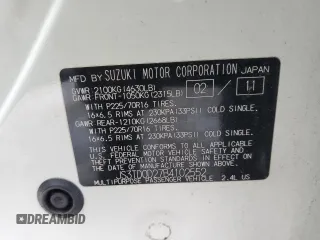 MFD. BY SUZUKI MOTOR CORPORATION JAPAN
GVWR 2100KG(4630LB) 02 / 11
GAWR FRONT-1050KG(2315LB)
WITH P225/70R16 TIRES.
16x6.5 RIMS AT 230KPA(33PSI) COLD SINGLE.
GAWR REAR-1210KG(2668LB)
WITH P225/70R16 TIRES.
16x6.5 RIMS AT 230KPA(33PSI) COLD SINGLE.
THIS VEHICLE CONFORMS TO ALL APPLICABLE
FEDERAL MOTOR VEHICLE SAFETY
STANDARDS IN EFFECT ON THE DATE
OF MANUFACTURE SHOWN ABOVE.
MULTIPURPOSE PASSENGER VEHICLE 2.4L US
DREAMBID